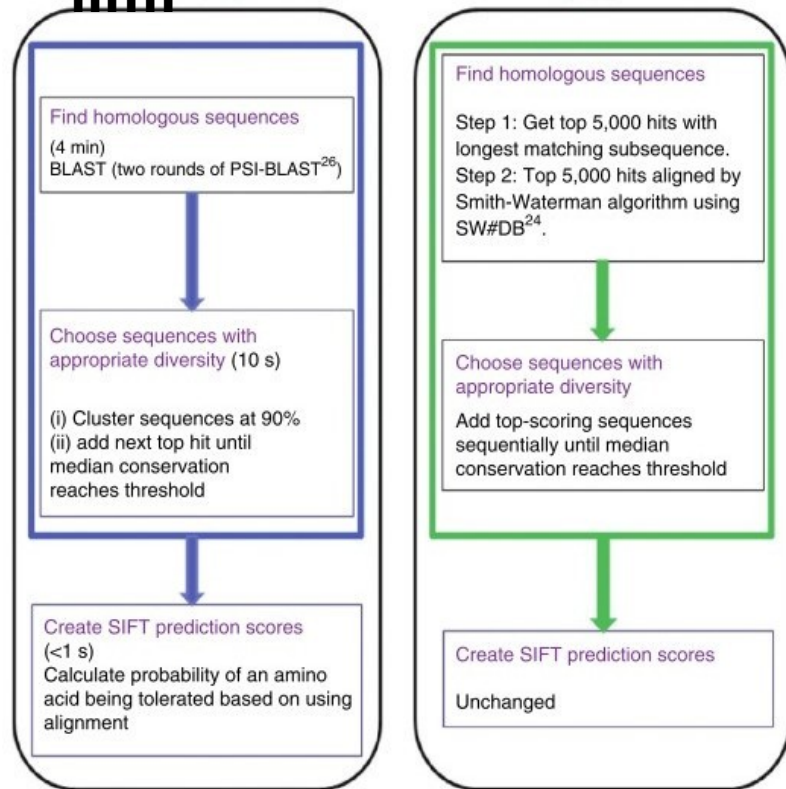 Find homologous sequences
(4 min)
BLAST (two rounds of PSI-BLAST26)
Choose sequences with
appropriate diversity (10 s)
(i) Cluster sequences at 90%
(ii) add next top hit until
median conservation
reaches threshold
Create SIFT prediction scores
(<1 s)
Calculate probability of an amino
acid being tolerated based on using
alignment
Find homologous sequences
Step 1: Get top 5,000 hits with
longest matching subsequence.
Step 2: Top 5,000 hits aligned by
Smith-Waterman algorithm using
SW#DB24.
Choose sequences with
appropriate diversity
Add top-scoring sequences
sequentially until median
conservation reaches threshold
Create SIFT prediction scores
Unchanged